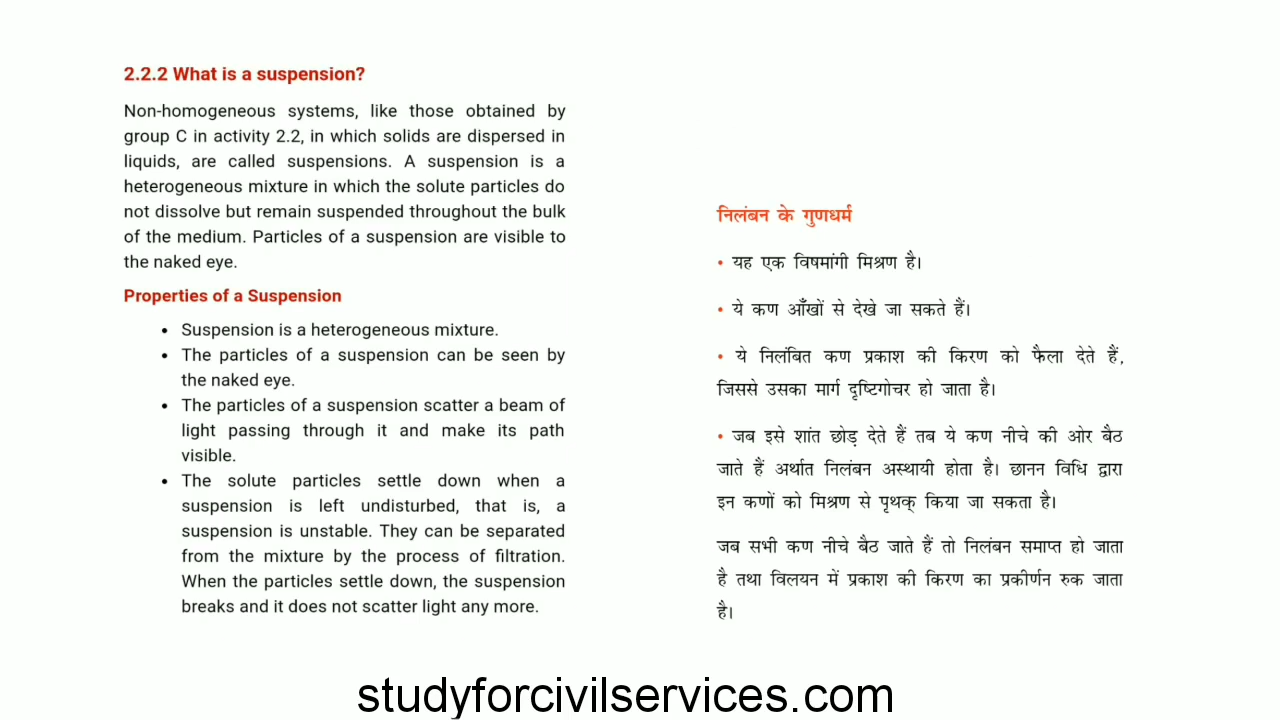 2.2.2 What is a suspension?
Non-homogeneous systems, like those obtained by
group C in activity 2.2, in which solids are dispersed in
liquids, are called suspensions. A suspension is a
heterogeneous mixture in which the solute particles do
not dissolve but remain suspended throughout the bulk
of the medium. Particles of a suspension are visible to
the naked eye.
Properties of a Suspension
• Suspension is a heterogeneous mixture.
• The particles of a suspension can be seen by
the naked eye.
• The particles of a suspension scatter a beam of
light passing through it and make its path
visible.
• The solute particles settle down when a
suspension is left undisturbed, that is, a
suspension is unstable. They can be separated
from the mixture by the process of filtration.
When the particles settle down, the suspension
breaks and it does not scatter light any more.
निलंबन के गुणधर्म
• यह एक विषमांगी मिश्रण है।
• ये कण आँखों से देखे जा सकते हैं।
• ये निलंबित कण प्रकाश की किरण को फैला देते हैं,
जिससे उसका मार्ग दृष्टिगोचर हो जाता है।
• जब इसे शांत छोड़ देते हैं तब ये कण नीचे की ओर बैठ
जाते हैं अर्थात निलंबन अस्थायी होता है। छानन विधि द्वारा
इन कणों को मिश्रण से पृथक् किया जा सकता है।
जब सभी कण नीचे बैठ जाते हैं तो निलंबन समाप्त हो जाता
है तथा विलयन में प्रकाश की किरण का प्रकीर्णन रुक जाता
है।
studyforcivilservices.com